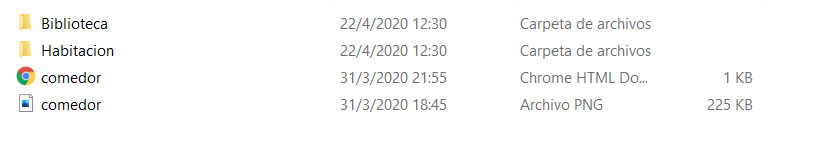 Biblioteca 22/4/2020 12:30 Carpeta de archivos
Habitacion 22/4/2020 12:30 Carpeta de archivos
comedor 31/3/2020 21:55 Chrome HTML Do... 1 KB
comedor 31/3/2020 18:45 Archivo PNG 225 KB